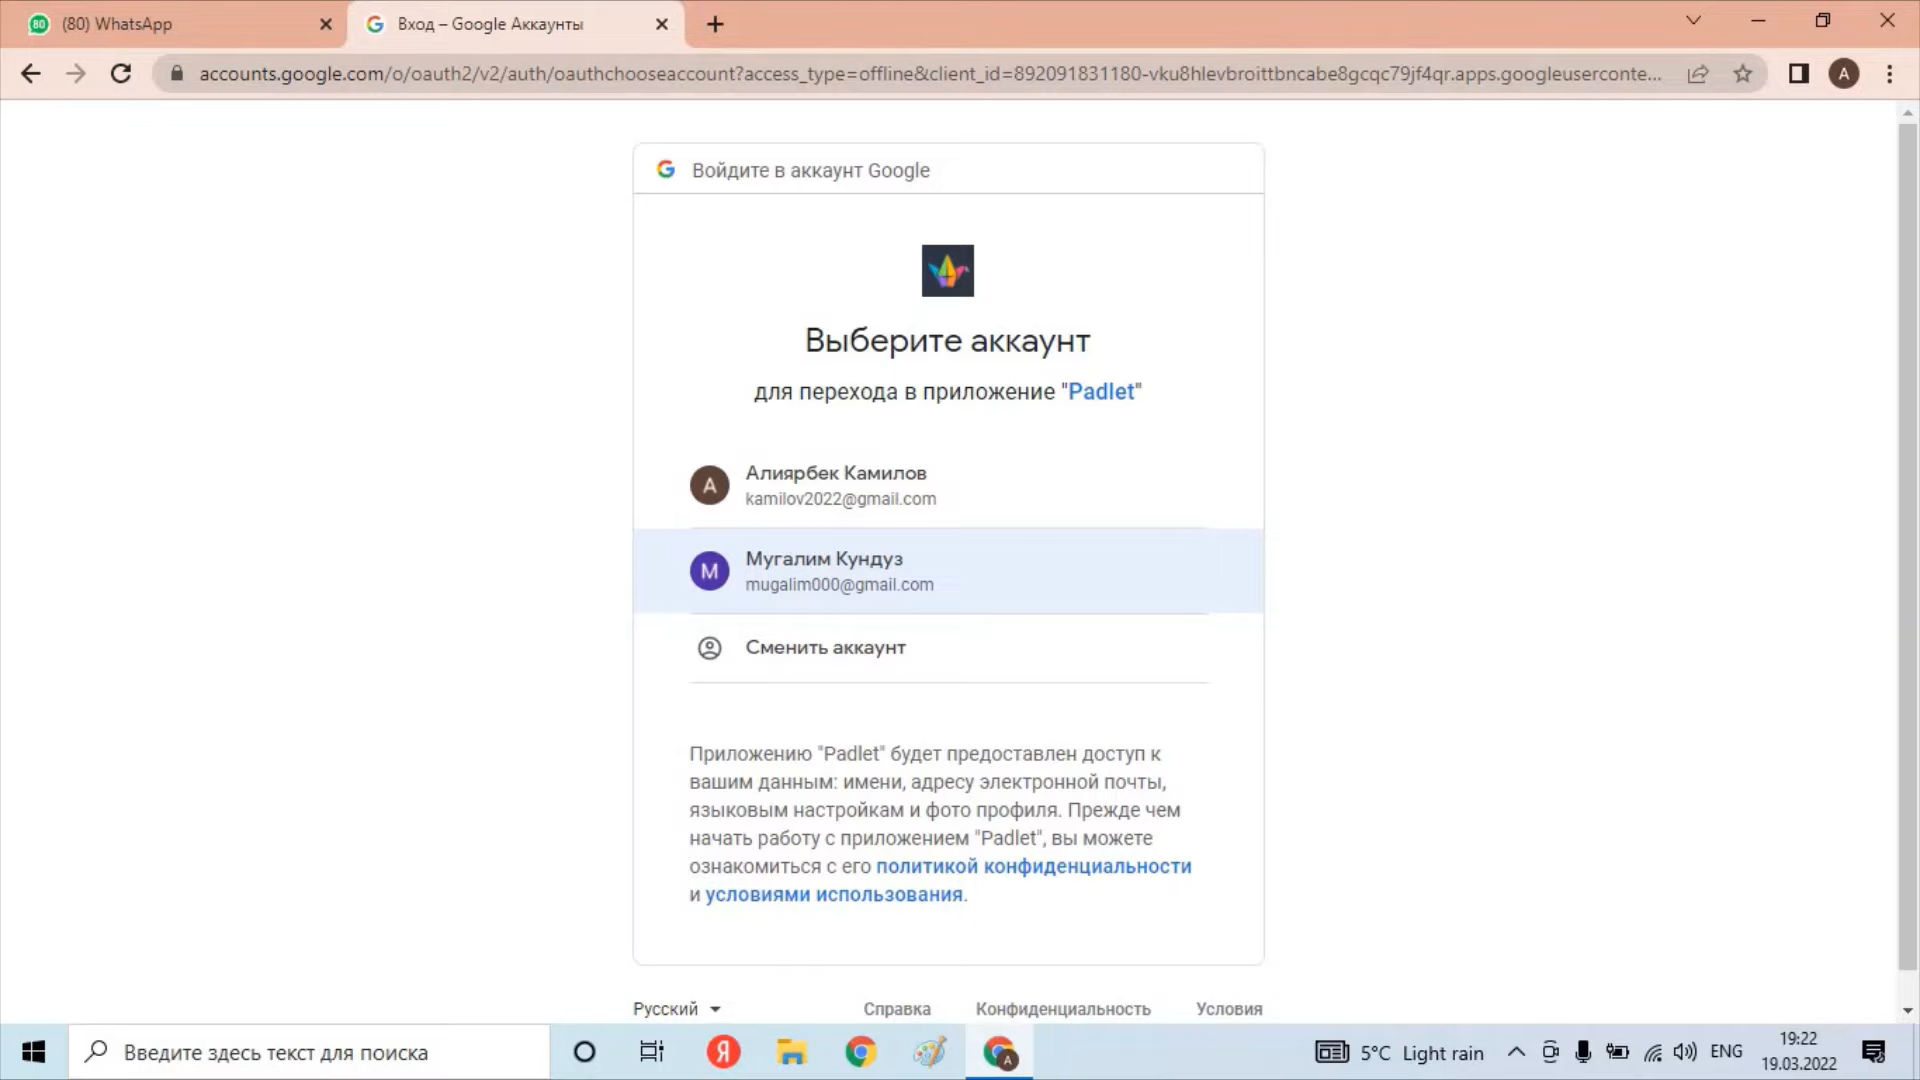 (80) WhatsApp
Вход – Google Аккаунты
accounts.google.com/o/oauth2/v2/auth/oauthchooseaccount?access_type=offline&client_id=892091831180-vku8hlevbroittbncabe8gcqc79jf4qr.apps.googleuserconte...
A
Войдите в аккаунт Google
Выберите аккаунт
для перехода в приложение "Padlet"
A
Алиярбек Камилов
kamilov2022@gmail.com
M
Мугалим Кундуз
mugalim000@gmail.com
Сменить аккаунт
Приложению "Padlet" будет предоставлен доступ к
вашим данным: имени, адресу электронной почты,
языковым настройкам и фото профиля. Прежде чем
начать работу с приложением "Padlet", вы можете
ознакомиться с его политикой конфиденциальности
и условиями использования.
Русский
Справка
Конфиденциальность
Условия
Введите здесь текст для поиска
5°C Light rain
ENG
19:22
19.03.2022